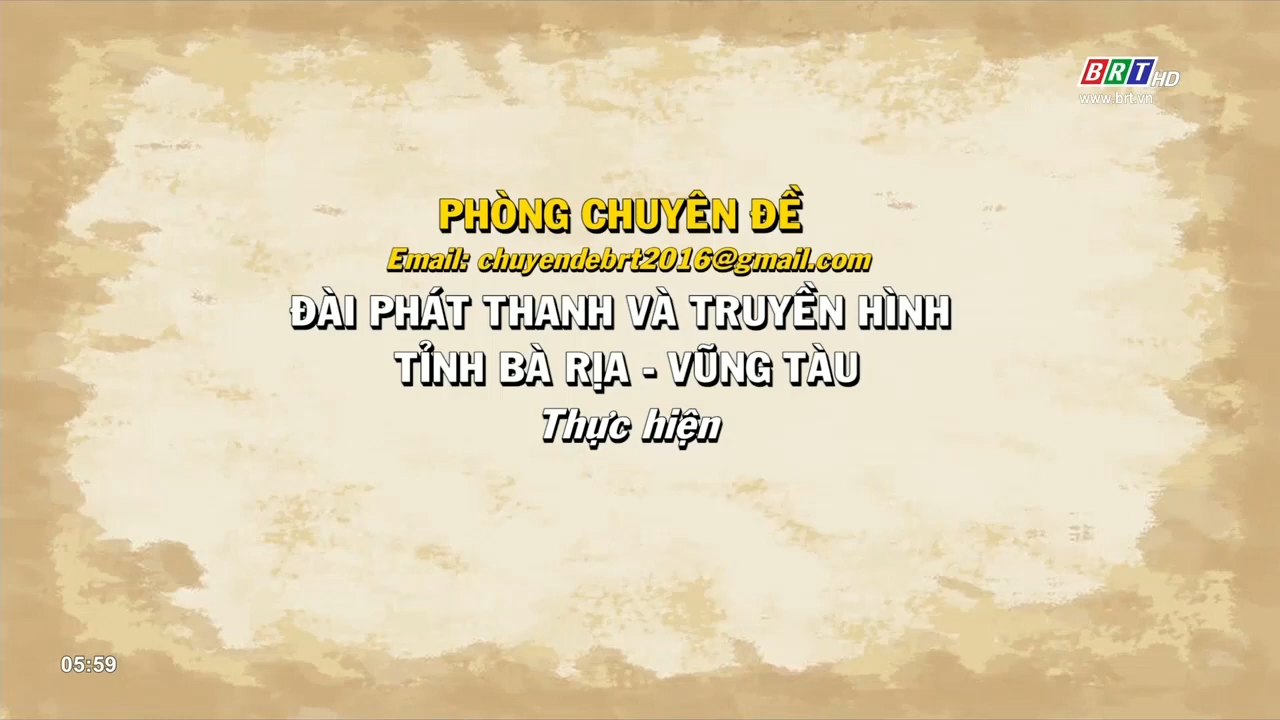 BRT HD
www.brt.vn
PHÒNG CHUYÊN ĐỀ
Email: chuyendebrt2016@gmail.com
ĐÀI PHÁT THANH VÀ TRUYỀN HÌNH
TỈNH BÀ RỊA - VŨNG TÀU
Thực hiện
05:59